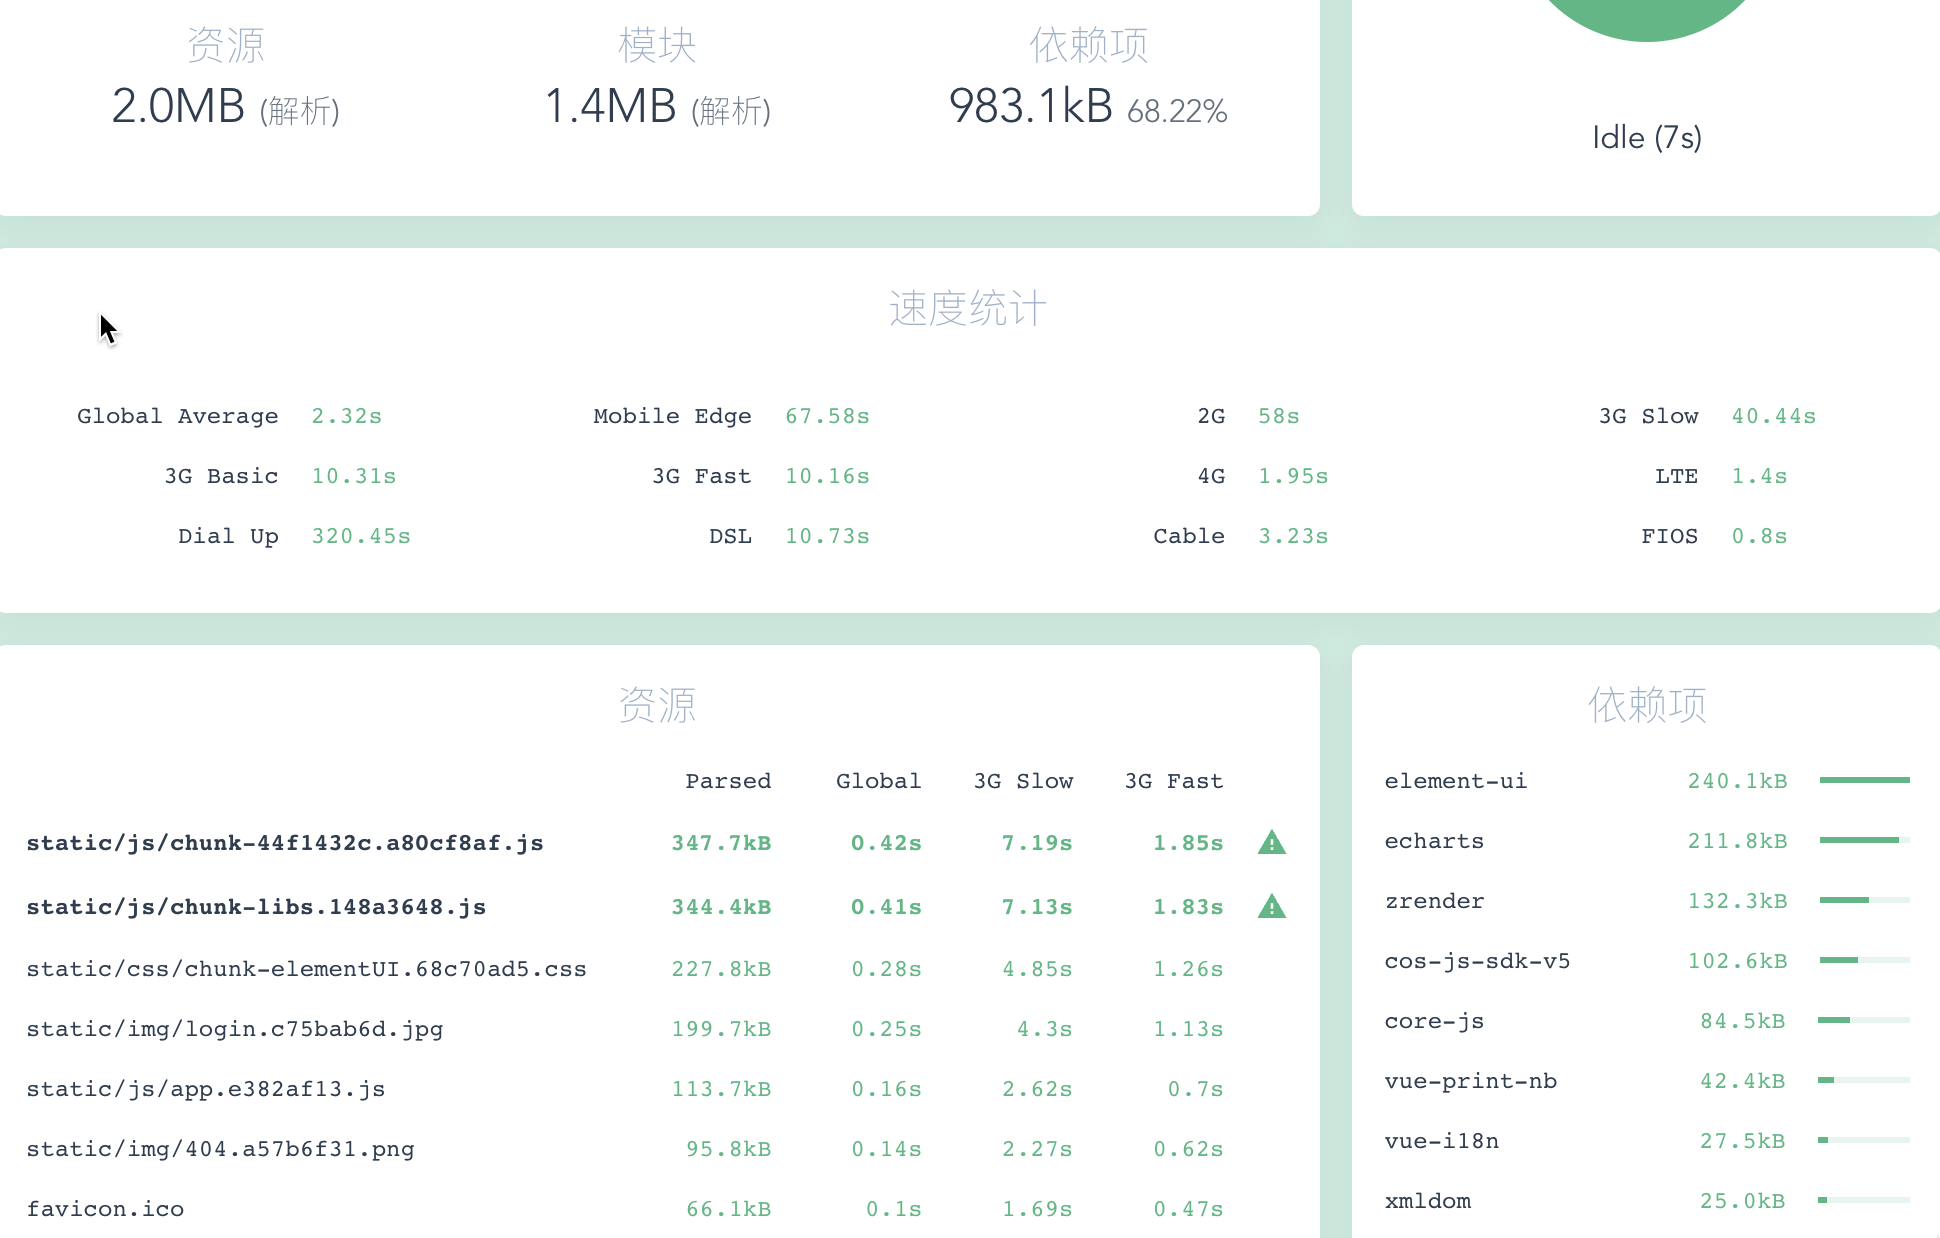 资源 模块 依赖项
2.0MB (解析) 1.4MB (解析) 983.1kB 68.22%
Idle (7s)
速度统计
Global Average 2.32s Mobile Edge 67.58s 2G 58s 3G Slow 40.44s
3G Basic 10.31s 3G Fast 10.16s 4G 1.95s LTE 1.4s
Dial Up 320.45s DSL 10.73s Cable 3.23s FIOS 0.8s
资源
Parsed Global 3G Slow 3G Fast
static/js/chunk-44f1432c.a80cf8af.js 347.7kB 0.42s 7.19s 1.85s
static/js/chunk-libs.148a3648.js 344.4kB 0.41s 7.13s 1.83s
static/css/chunk-elementUI.68c70ad5.css 227.8kB 0.28s 4.85s 1.26s
static/img/login.c75bab6d.jpg 199.7kB 0.25s 4.3s 1.13s
static/js/app.e382af13.js 113.7kB 0.16s 2.62s 0.7s
static/img/404.a57b6f31.png 95.8kB 0.14s 2.27s 0.62s
favicon.ico 66.1kB 0.1s 1.69s 0.47s
依赖项
element-ui 240.1kB
echarts 211.8kB
zrender 132.3kB
cos-js-sdk-v5 102.6kB
core-js 84.5kB
vue-print-nb 42.4kB
vue-i18n 27.5kB
xmldom 25.0kB